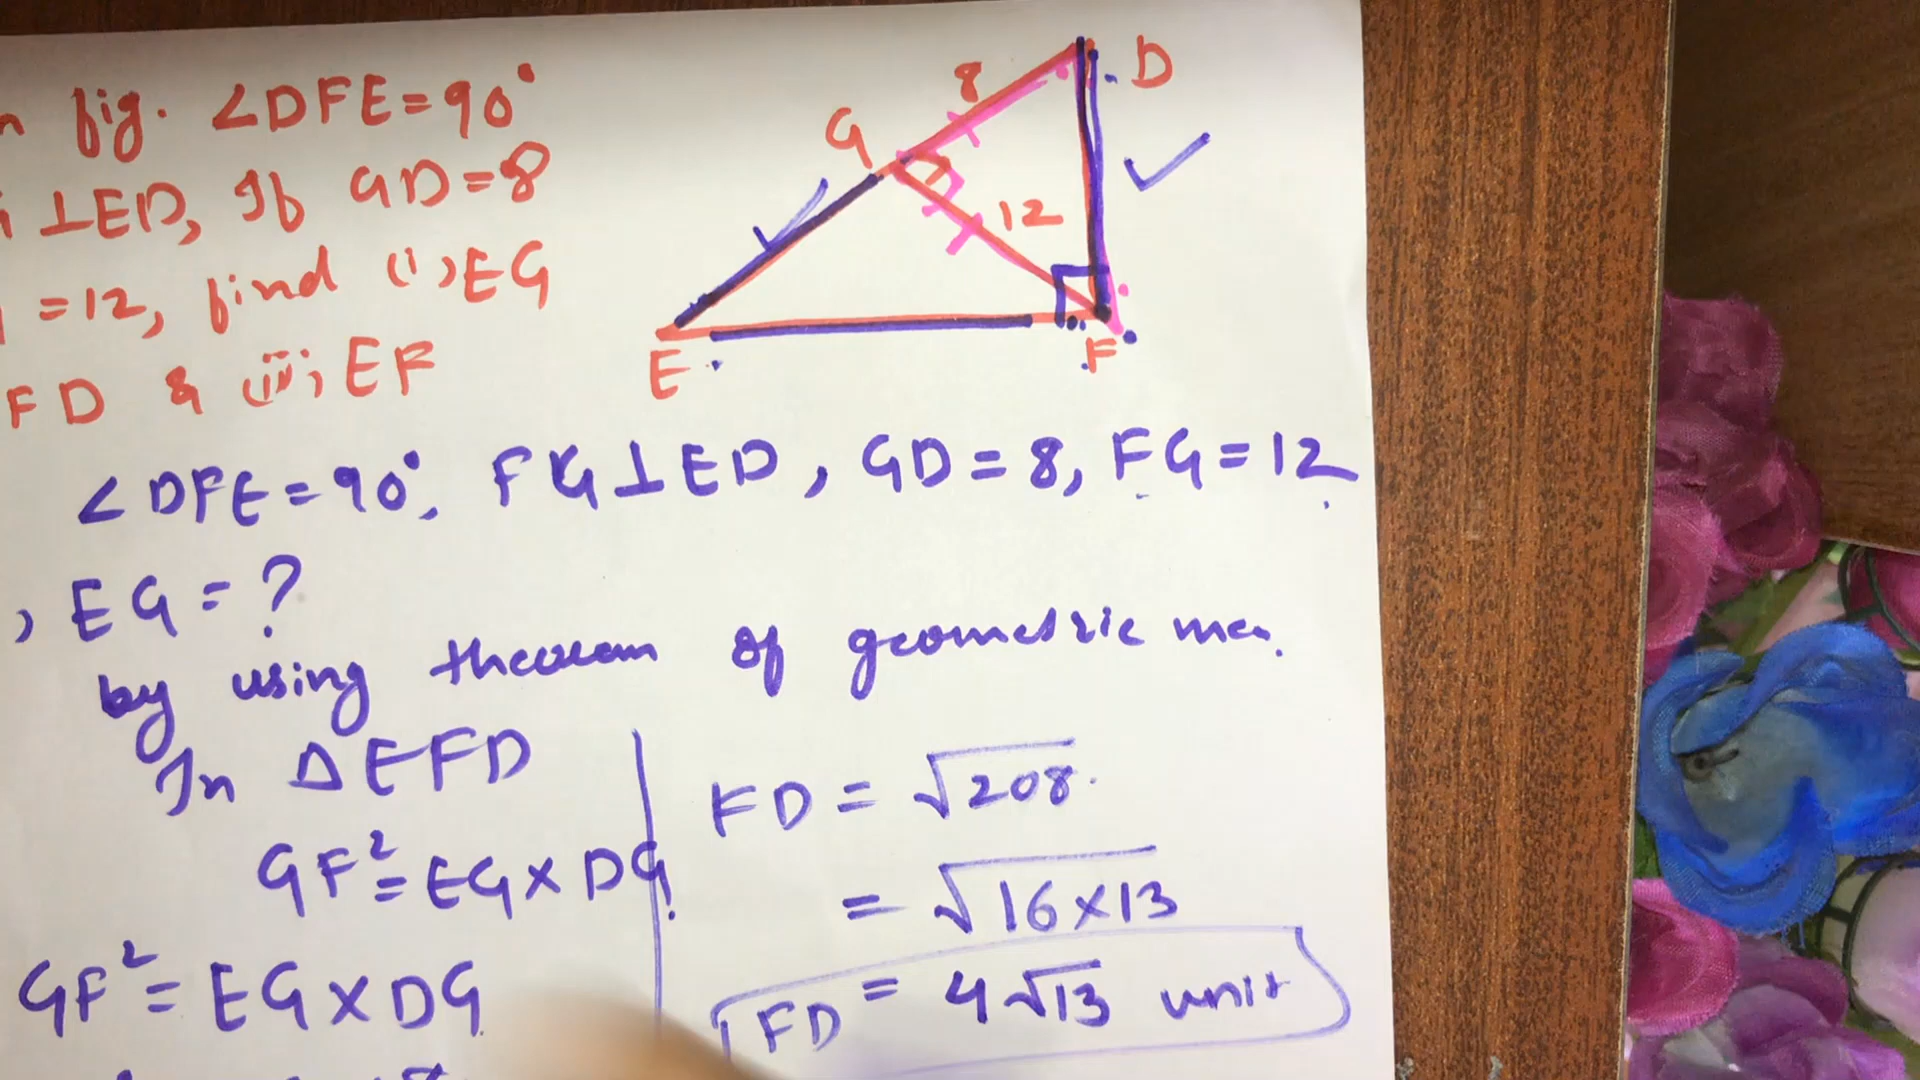 fig. ∠DFE=90°
⊥ED, If GD=8
=12, find (i) EG
FD & (iii) EF
D
8
G
12
E
F
∠DFE=90°, FG⊥ED, GD=8, FG=12
, EG=?
by using theorem of geometric mea.
In ΔEFD
GF²=EG×DG
GF²=EG×DG
FD=√208.
=√16×13
FD=4√13 unit